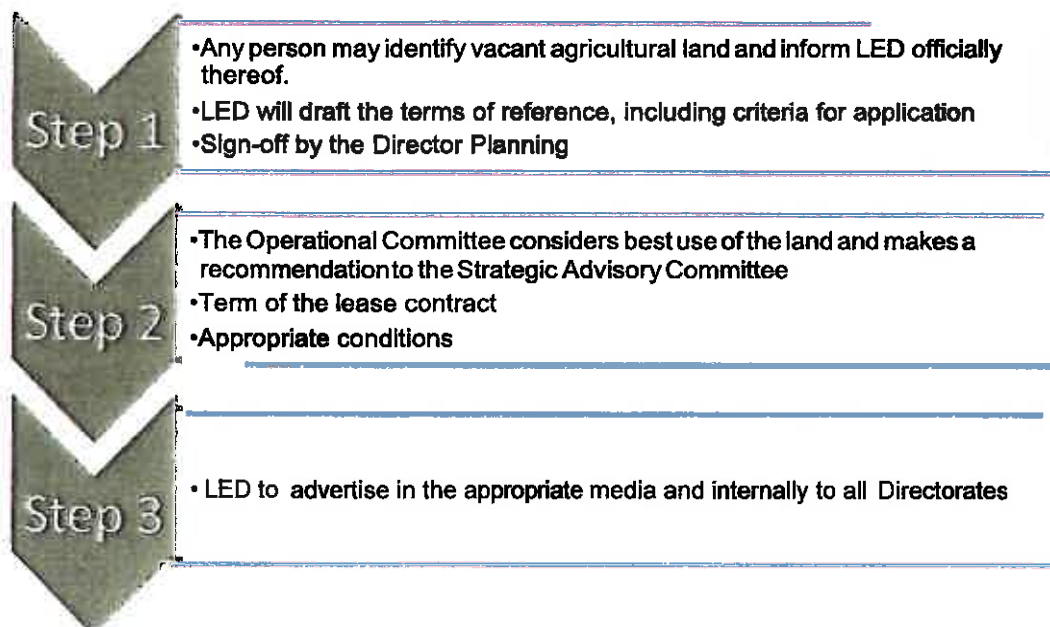 Step 1
•Any person may identify vacant agricultural land and inform LED officially
thereof.
•LED will draft the terms of reference, including criteria for application
•Sign-off by the Director Planning
Step 2
•The Operational Committee considers best use of the land and makes a
recommendation to the Strategic Advisory Committee
•Term of the lease contract
•Appropriate conditions
Step 3
• LED to advertise in the appropriate media and internally to all Directorates